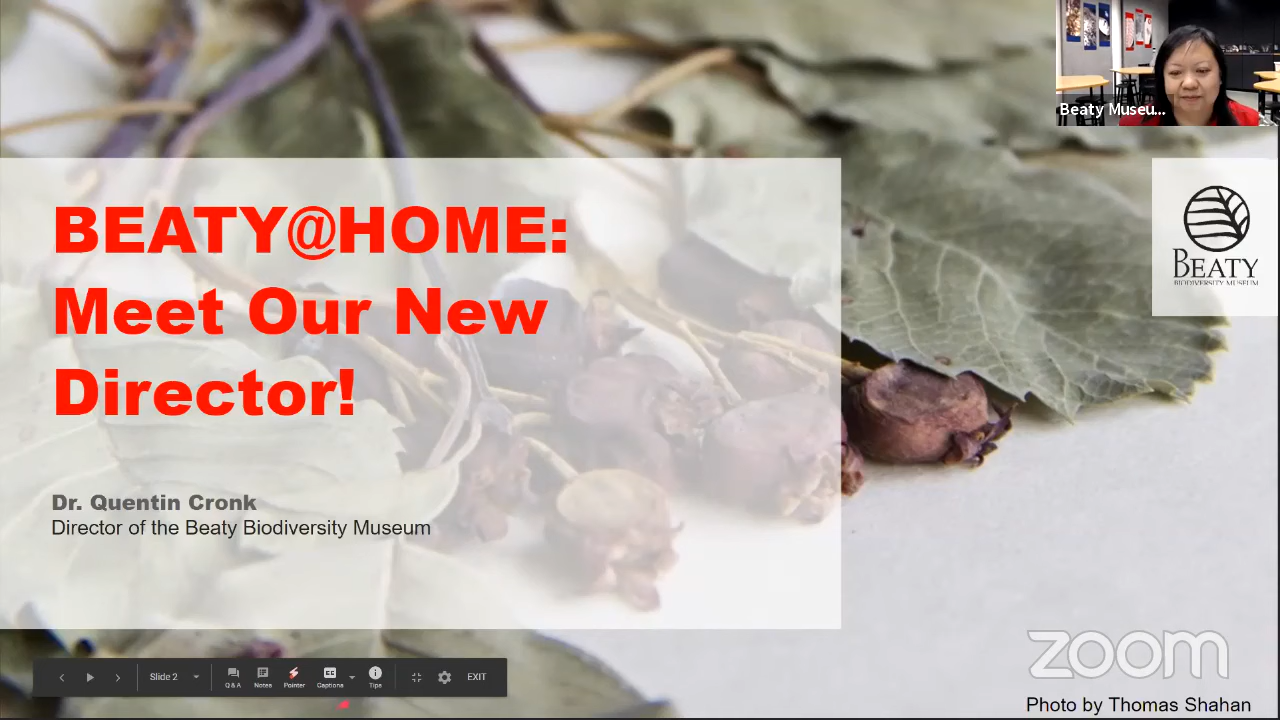 Beaty Museu...
BEATY@HOME:
Meet Our New
Director!
BEATY
BIODIVERSITY MUSEUM
Dr. Quentin Cronk
Director of the Beaty Biodiversity Museum
zoom
Slide 2
Q & A
Notes
Pointer
Captions
Tips
EXIT
Photo by Thomas Shahan